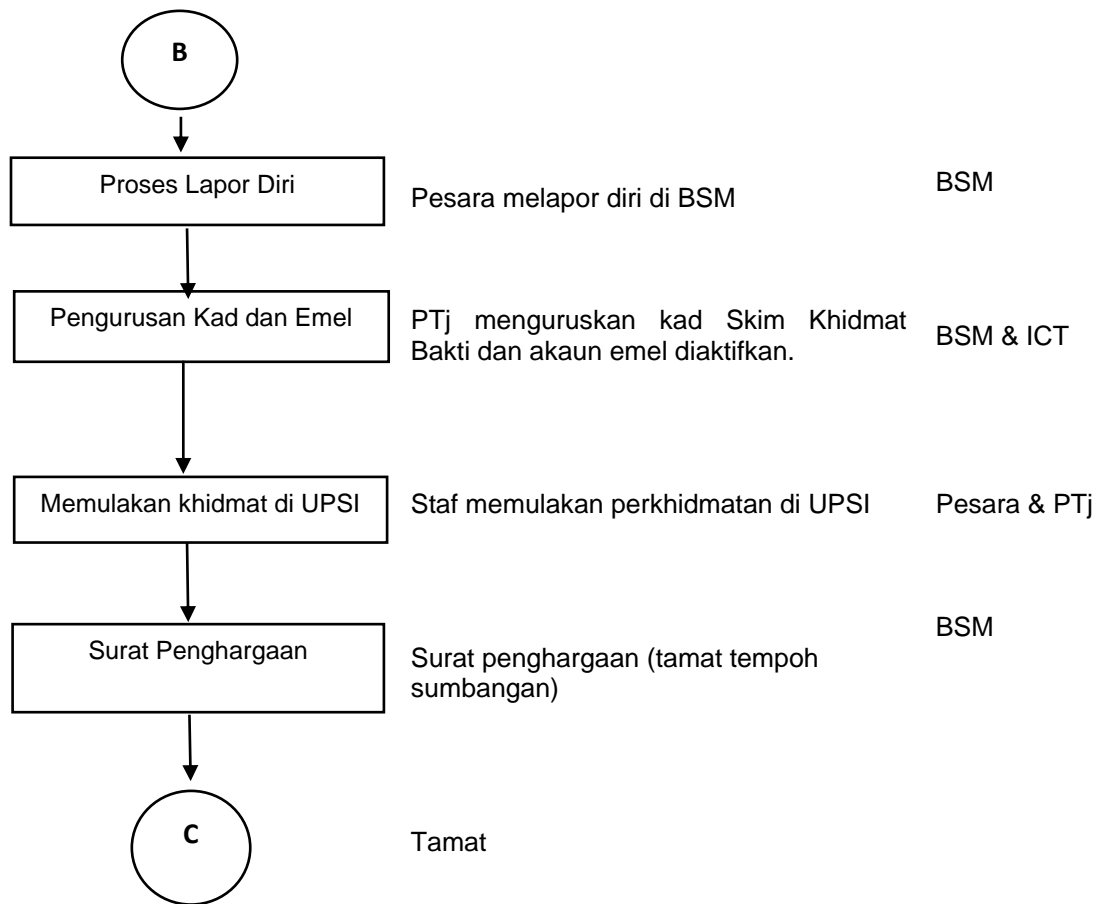 B
Proses Lapor Diri
Pesara melapor diri di BSM
BSM
Pengurusan Kad dan Emel
PTj menguruskan kad Skim Khidmat
Bakti dan akaun emel diaktifkan.
BSM & ICT
Memulakan khidmat di UPSI
Staf memulakan perkhidmatan di UPSI
Pesara & PTj
Surat Penghargaan
Surat penghargaan (tamat tempoh
sumbangan)
BSM
C
Tamat